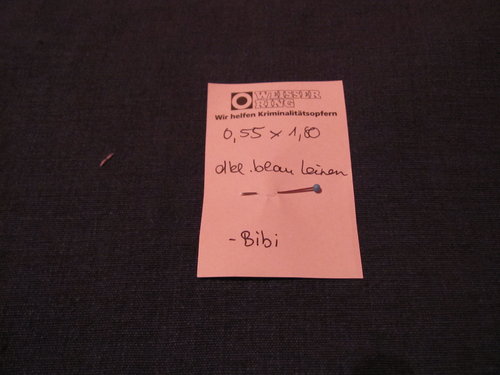 WEISSER
RING
Wir helfen Kriminalitätsopfern
0,55 x 1,80
dkl. blau Leinen
- Bibi